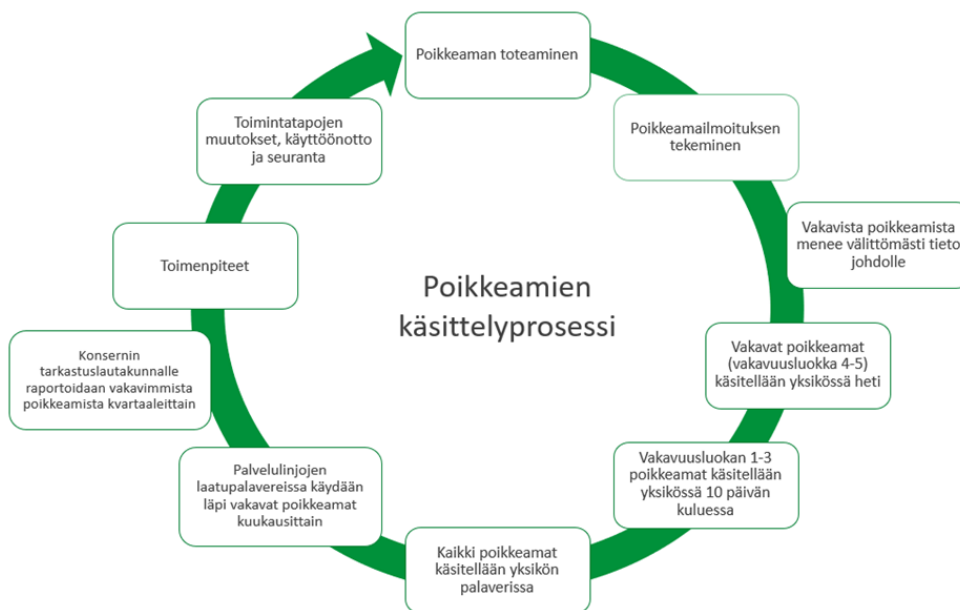 Poikkeamien
käsittelyprosessi
Poikkeaman toteaminen
Poikkeamailmoituksen
tekeminen
Vakavista poikkeamista
menee välittömästi tieto
johdolle
Vakavat poikkeamat
(vakavuusluokka 4-5)
käsitellään yksikössä heti
Vakavuusluokan 1-3
poikkeamat käsitellään
yksikössä 10 päivän
kuluessa
Kaikki poikkeamat
käsitellään yksikön
palaverissa
Palvelulinjojen
laatupalavereissa käydään
läpi vakavat poikkeamat
kuukausittain
Konsernin
tarkastuslautakunnalle
raportoidaan vakavimmista
poikkeamista kvartaaleittain
Toimenpiteet
Toimintatapojen
muutokset, käyttöönotto
ja seuranta